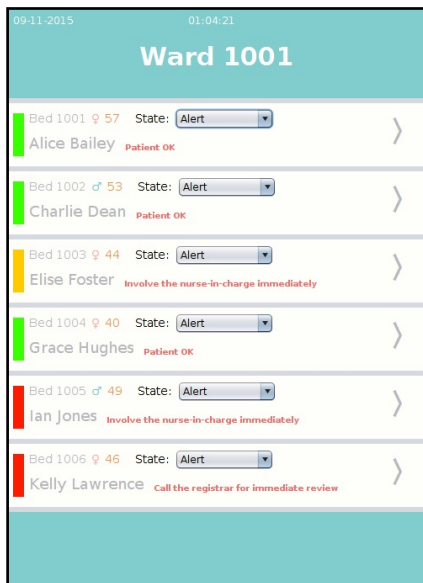 09-11-2015 01:04:21
Ward 1001
Bed 1001 ♀ 57 State: Alert
Alice Bailey Patient OK
Bed 1002 ♂ 53 State: Alert
Charlie Dean Patient OK
Bed 1003 ♀ 44 State: Alert
Elise Foster Involve the nurse-in-charge immediately
Bed 1004 ♀ 40 State: Alert
Grace Hughes Patient OK
Bed 1005 ♂ 49 State: Alert
Ian Jones Involve the nurse-in-charge immediately
Bed 1006 ♀ 46 State: Alert
Kelly Lawrence Call the registrar for immediate review